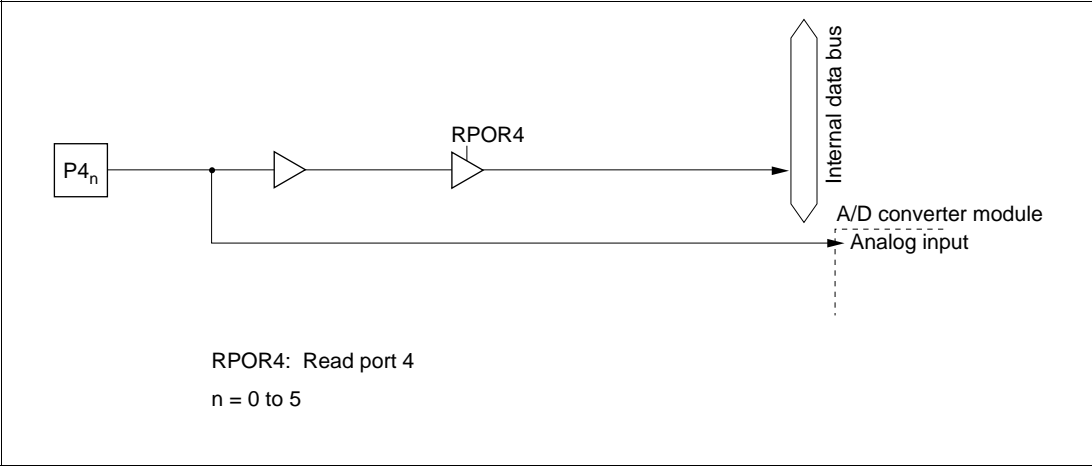 RPOR4
P4n
Internal data bus
A/D converter module
Analog input
RPOR4: Read port 4
n = 0 to 5